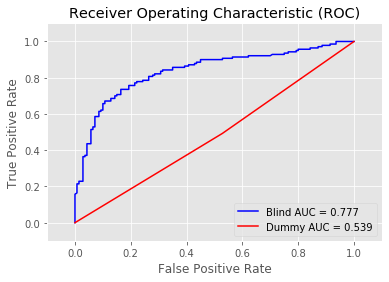 Receiver Operating Characteristic (ROC)
True Positive Rate
1.0
0.8
0.6
0.4
0.2
0.0
0.0 0.2 0.4 0.6 0.8 1.0
False Positive Rate
Blind AUC = 0.777
Dummy AUC = 0.539